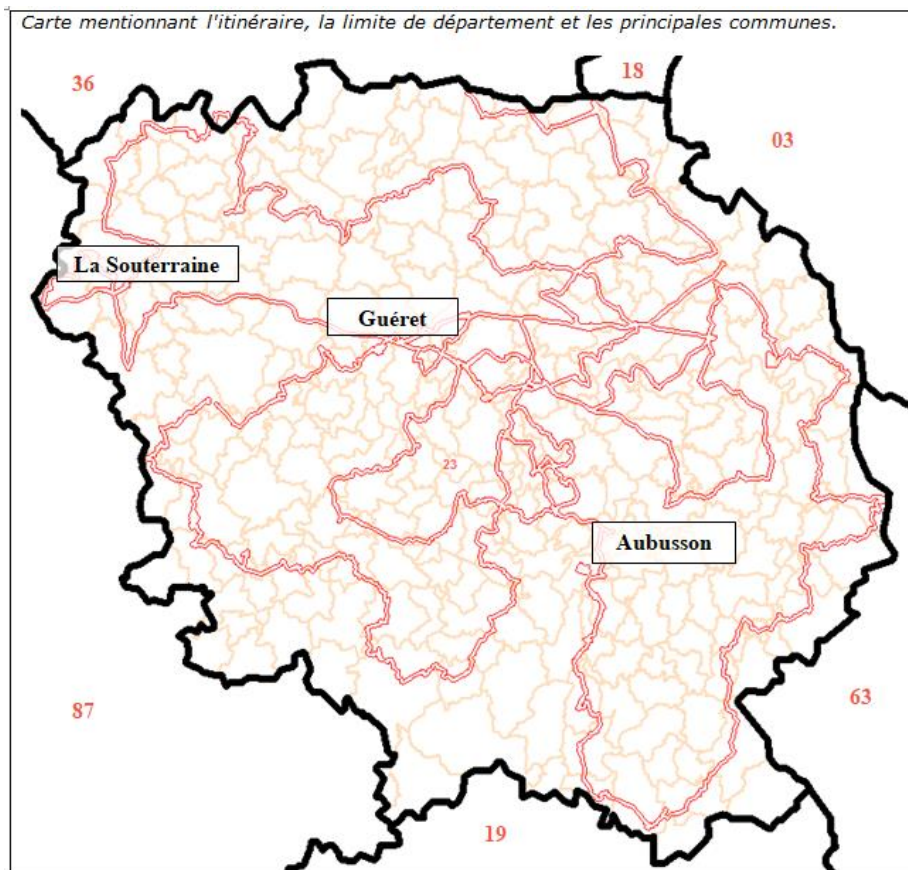 Carte mentionnant l'itinéraire, la limite de département et les principales communes.
36
18
03
La Souterraine
Guéret
23
Aubusson
87
63
19